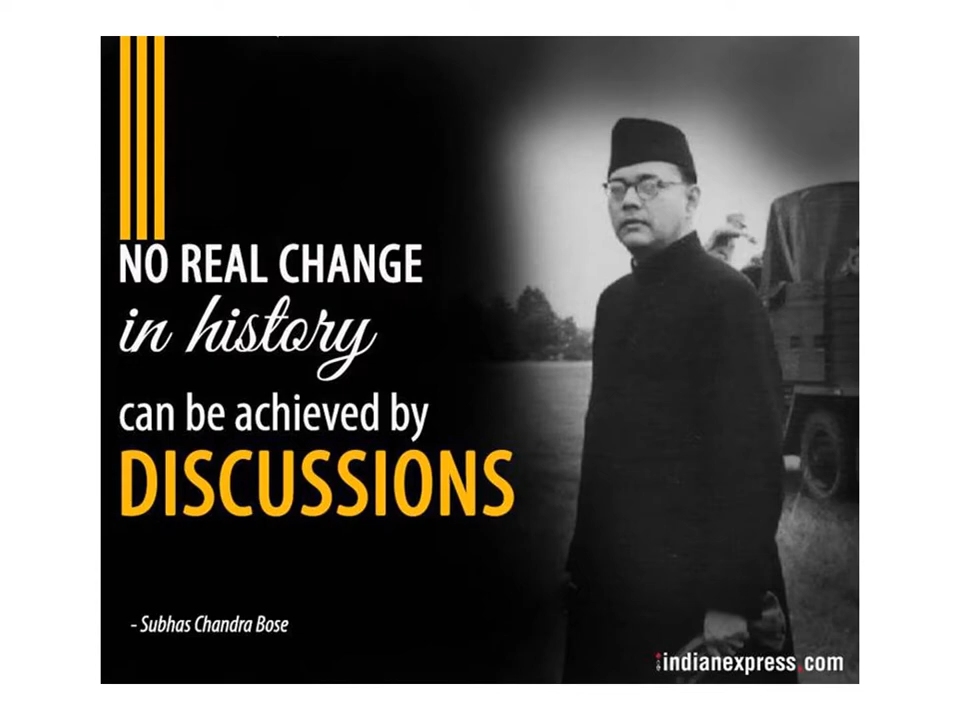 NO REAL CHANGE
in history
can be achieved by
DISCUSSIONS
- Subhas Chandra Bose
indianexpress.com